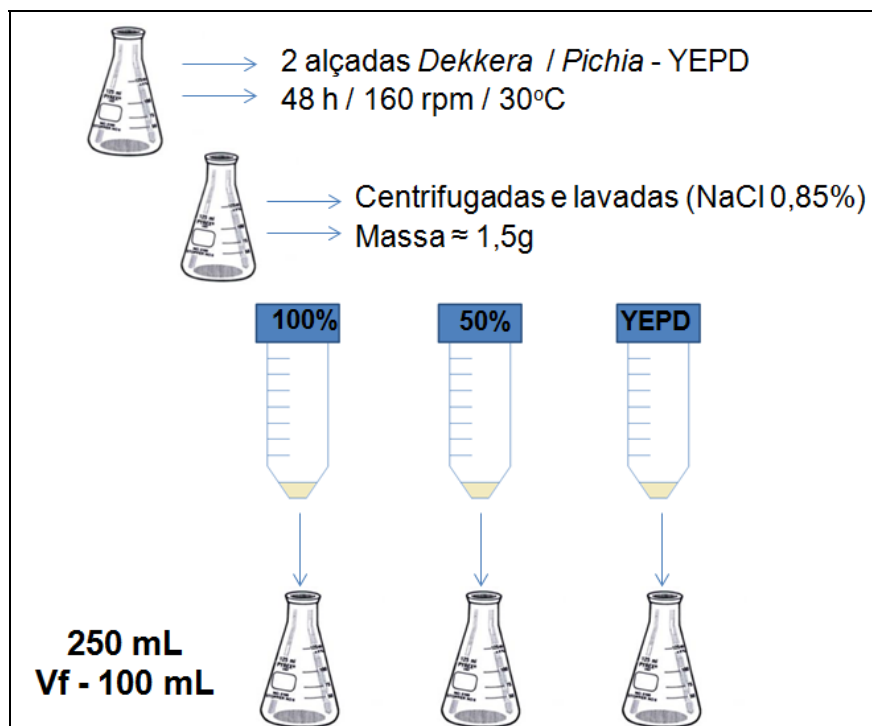 2 alçadas Dekkera / Pichia - YEPD
48 h / 160 rpm / 30ºC
Centrifugadas e lavadas (NaCl 0,85%)
Massa ≈ 1,5g
100%
50%
YEPD
250 mL
Vf - 100 mL